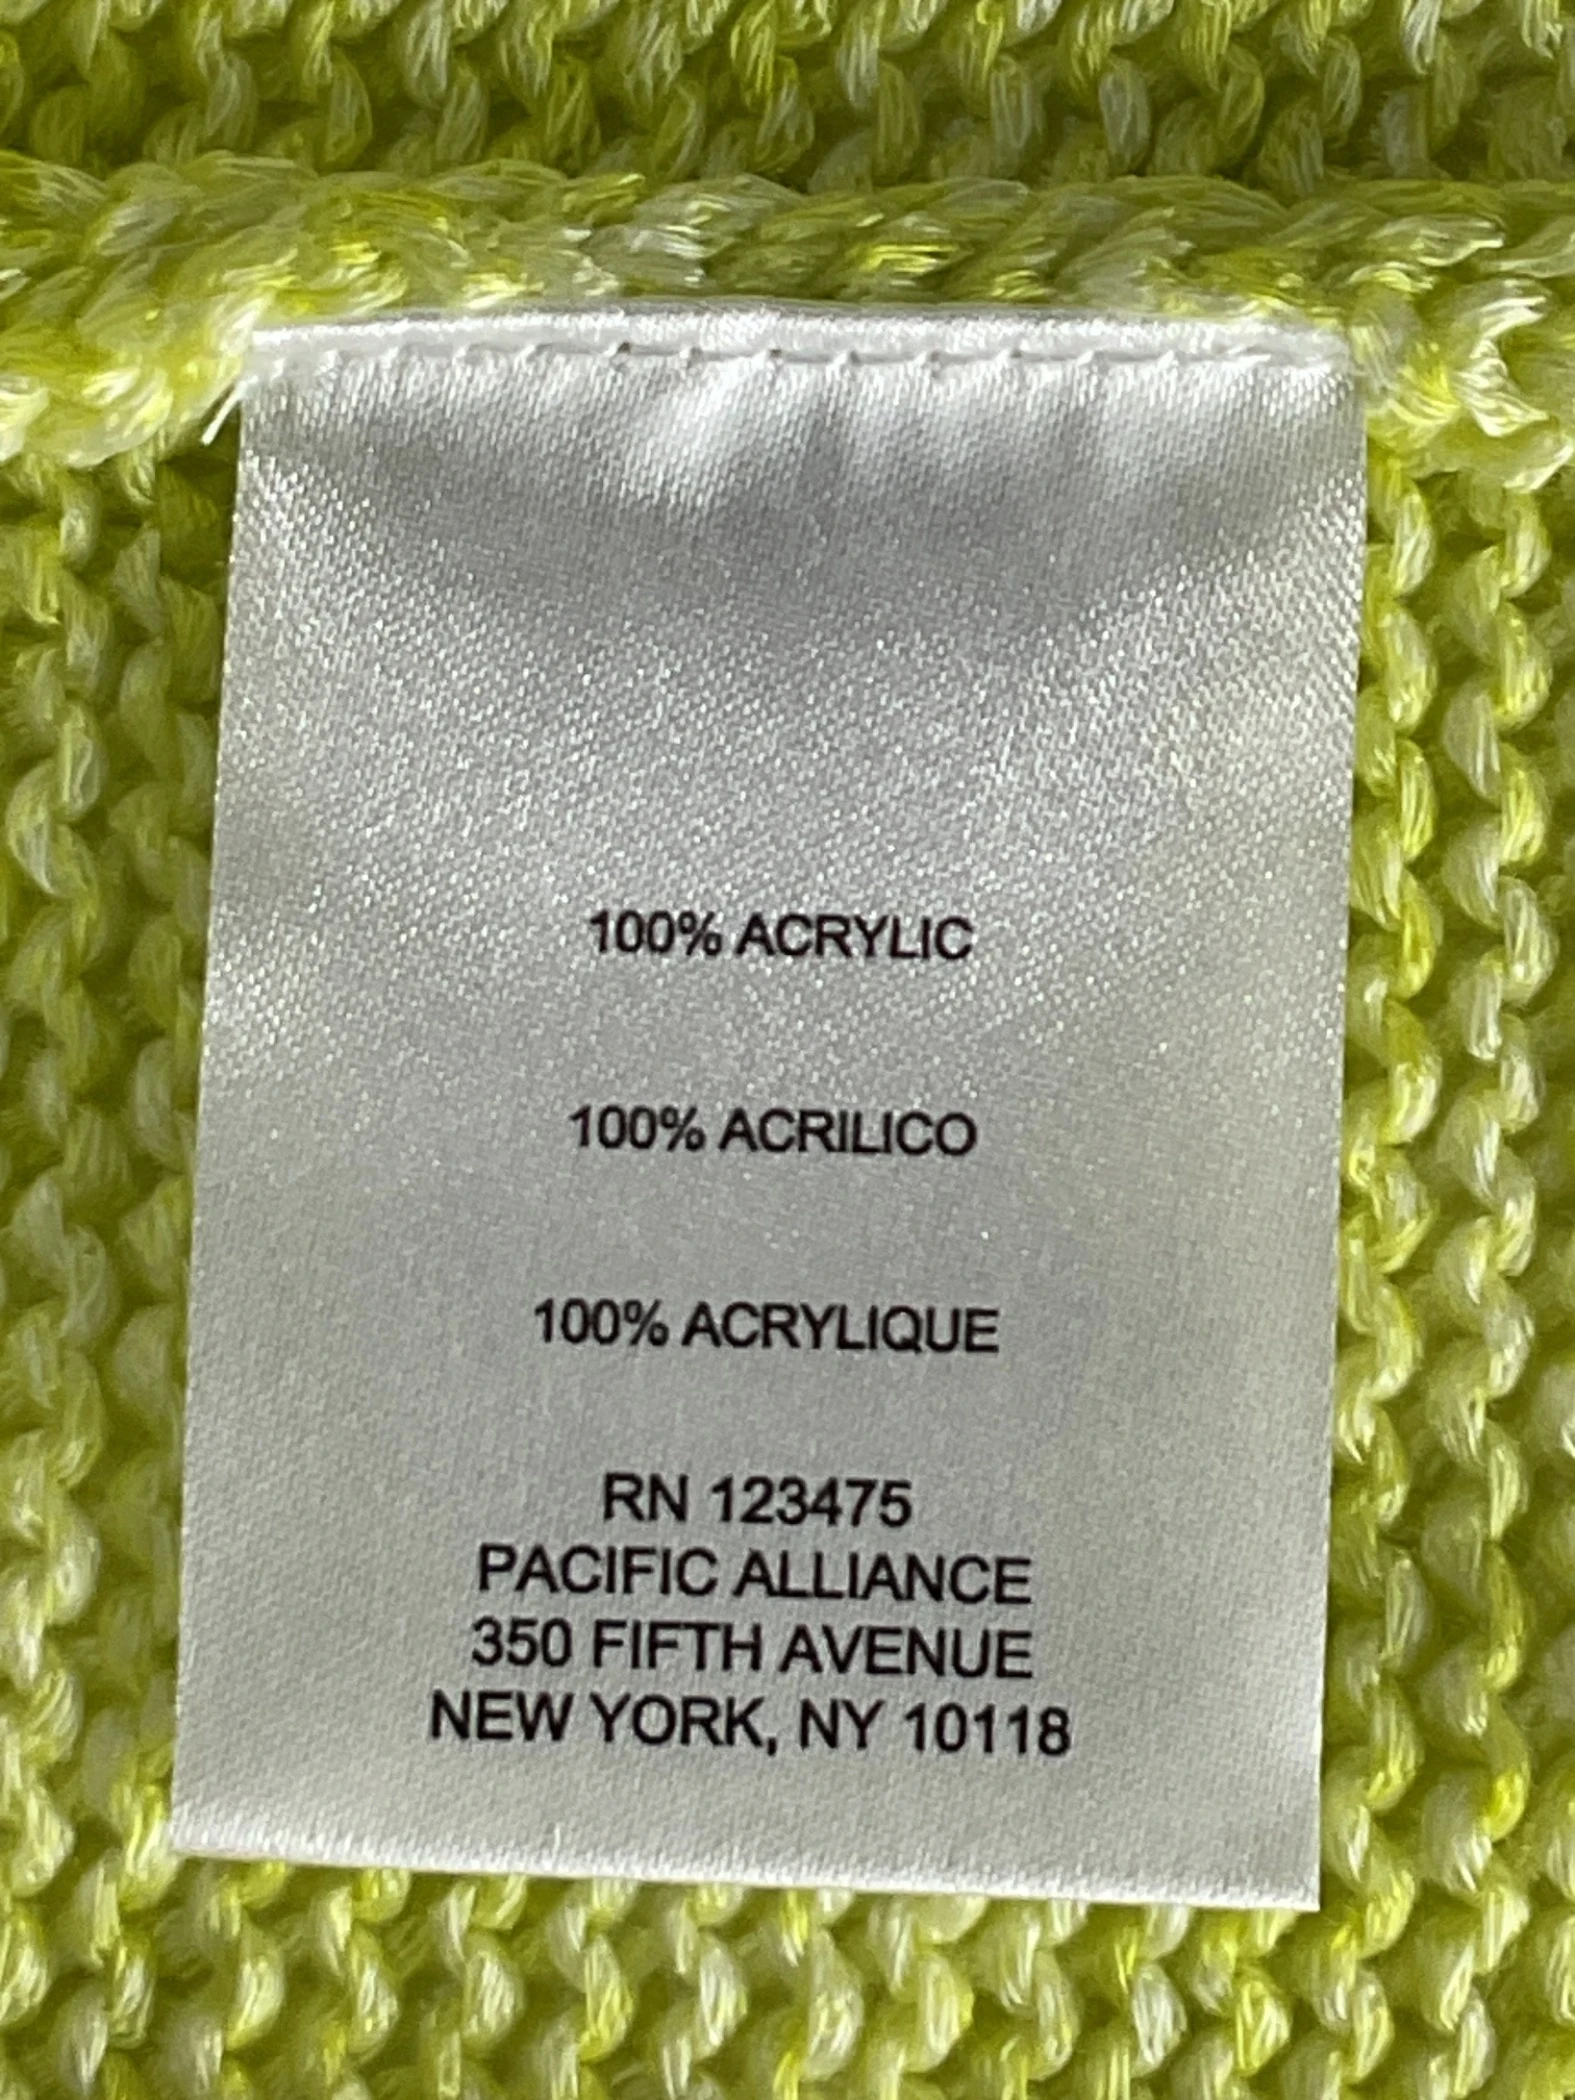 100% ACRYLIC
100% ACRILICO
100% ACRYLIQUE
RN 123475
PACIFIC ALLIANCE
350 FIFTH AVENUE
NEW YORK, NY 10118